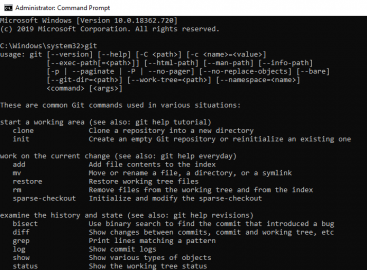 Administrator: Command Prompt
Microsoft Windows [Version 10.0.18362.720]
(c) 2019 Microsoft Corporation. All rights reserved.
C:\Windows\system32>git
usage: git [--version] [--help] [-C <path>] [-c <name>=<value>]
[--exec-path[=<path>]] [--html-path] [--man-path] [--info-path]
[-p | --paginate | -P | --no-pager] [--no-replace-objects] [--bare]
[--git-dir=<path>] [--work-tree=<path>] [--namespace=<name>]
<command> [<args>]
These are common Git commands used in various situations:
start a working area (see also: git help tutorial)
clone Clone a repository into a new directory
init Create an empty Git repository or reinitialize an existing one
work on the current change (see also: git help everyday)
add Add file contents to the index
mv Move or rename a file, a directory, or a symlink
restore Restore working tree files
rm Remove files from the working tree and from the index
sparse-checkout Initialize and modify the sparse-checkout
examine the history and state (see also: git help revisions)
bisect Use binary search to find the commit that introduced a bug
diff Show changes between commits, commit and working tree, etc
grep Print lines matching a pattern
log Show commit logs
show Show various types of objects
status Show the working tree status